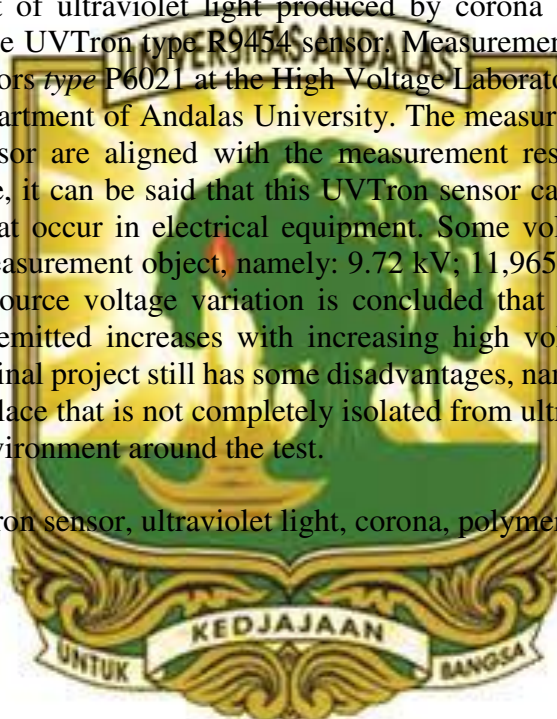 t of ultraviolet light produced by corona
e UVTron type R9454 sensor. Measuremen
UNIVERSITAS ANDALAS
ors type P6021 at the High Voltage Laborato
artment of Andalas University. The measur
sor are aligned with the measurement res
e, it can be said that this UVTron sensor ca
at occur in electrical equipment. Some vol
easurement object, namely: 9.72 kV; 11,965
ource voltage variation is concluded that
emitted increases with increasing high vo
inal project still has some disadvantages, nar
lace that is not completely isolated from ultr
vironment around the test.
ron sensor, ultraviolet light, corona, polyme
KEDJAJAAN
UNTUK
BANGSA